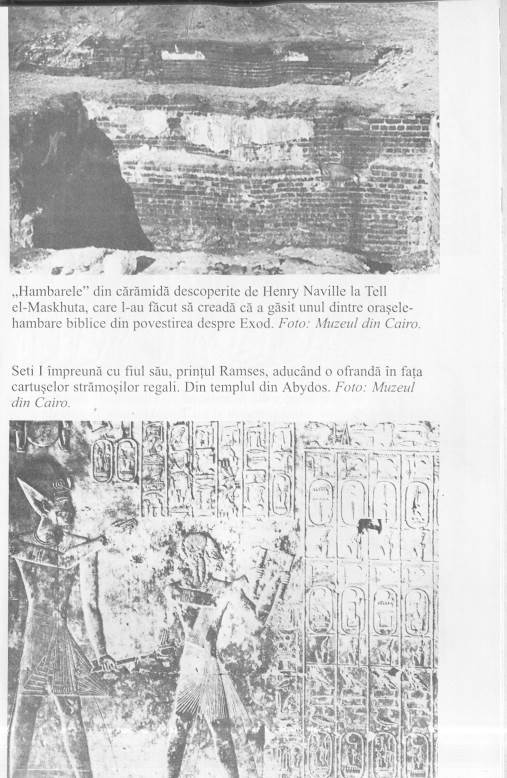 „Hambarele” din cărămidă descoperite de Henry Naville la Tell
el-Maskhuta, care l-au făcut să creadă că a găsit unul dintre orașele-
hambare biblice din povestirea despre Exod. Foto: Muzeul din Cairo.
Seti I împreună cu fiul său, prințul Ramses, aducând o ofrandă în fața
cartușelor strămoșilor regali. Din templul din Abydos. Foto: Muzeul
din Cairo.